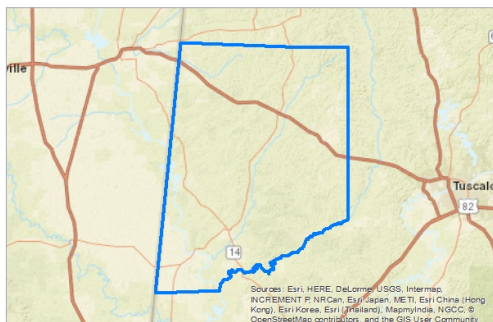 ville
Tuscalo
82
14
Sources: Esri, HERE, DeLorme, USGS, Intermap,
INCREMENT P, NRCan, Esri Japan, METI, Esri China (Hong
Kong), Esri Korea, Esri (Thailand), MapmyIndia, NGCC, ©
OpenStreetMap contributors, and the GIS User Community